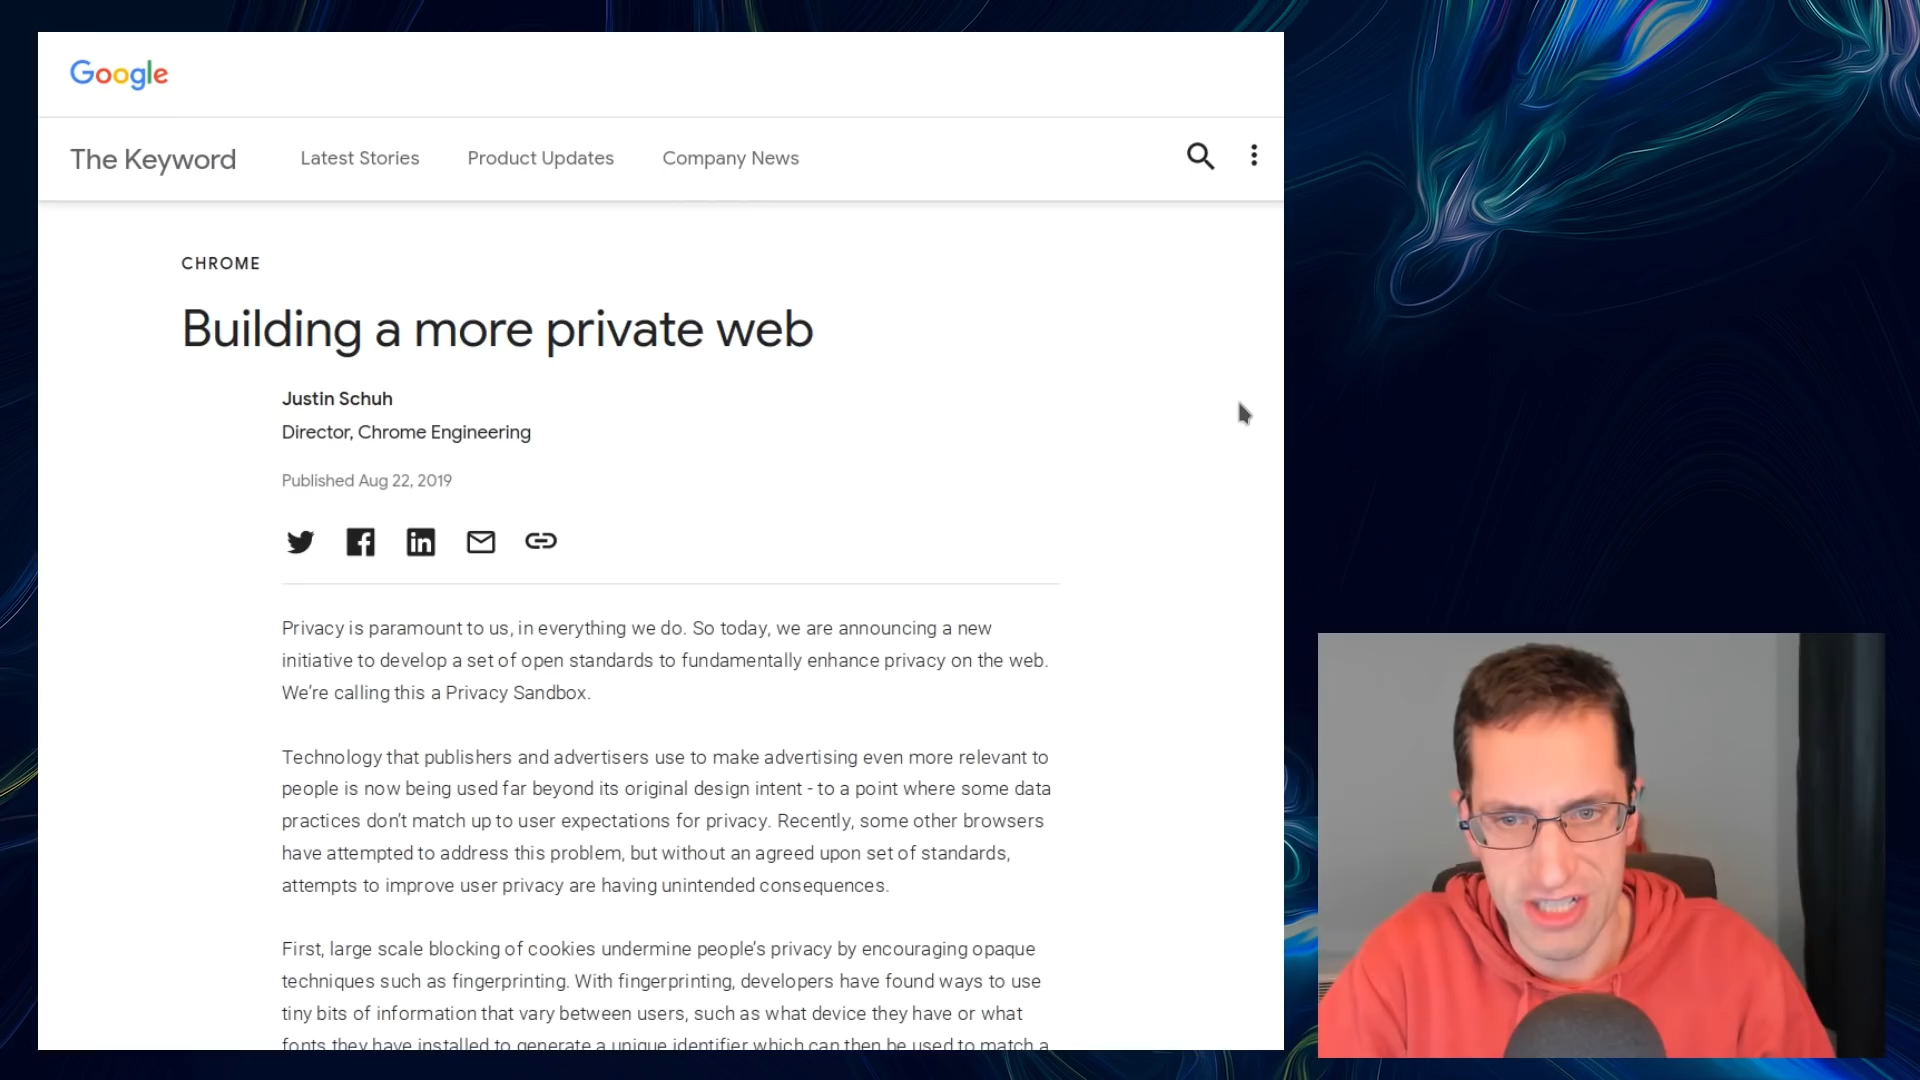 Google
The Keyword
Latest Stories
Product Updates
Company News
CHROME
Building a more private web
Justin Schuh
Director, Chrome Engineering
Published Aug 22, 2019
Privacy is paramount to us, in everything we do. So today, we are announcing a new
initiative to develop a set of open standards to fundamentally enhance privacy on the web.
We’re calling this a Privacy Sandbox.
Technology that publishers and advertisers use to make advertising even more relevant to
people is now being used far beyond its original design intent - to a point where some data
practices don’t match up to user expectations for privacy. Recently, some other browsers
have attempted to address this problem, but without an agreed upon set of standards,
attempts to improve user privacy are having unintended consequences.
First, large scale blocking of cookies undermine people’s privacy by encouraging opaque
techniques such as fingerprinting. With fingerprinting, developers have found ways to use
tiny bits of information that vary between users, such as what device they have or what
fonts they have installed to generate a unique identifier which can then be used to match a